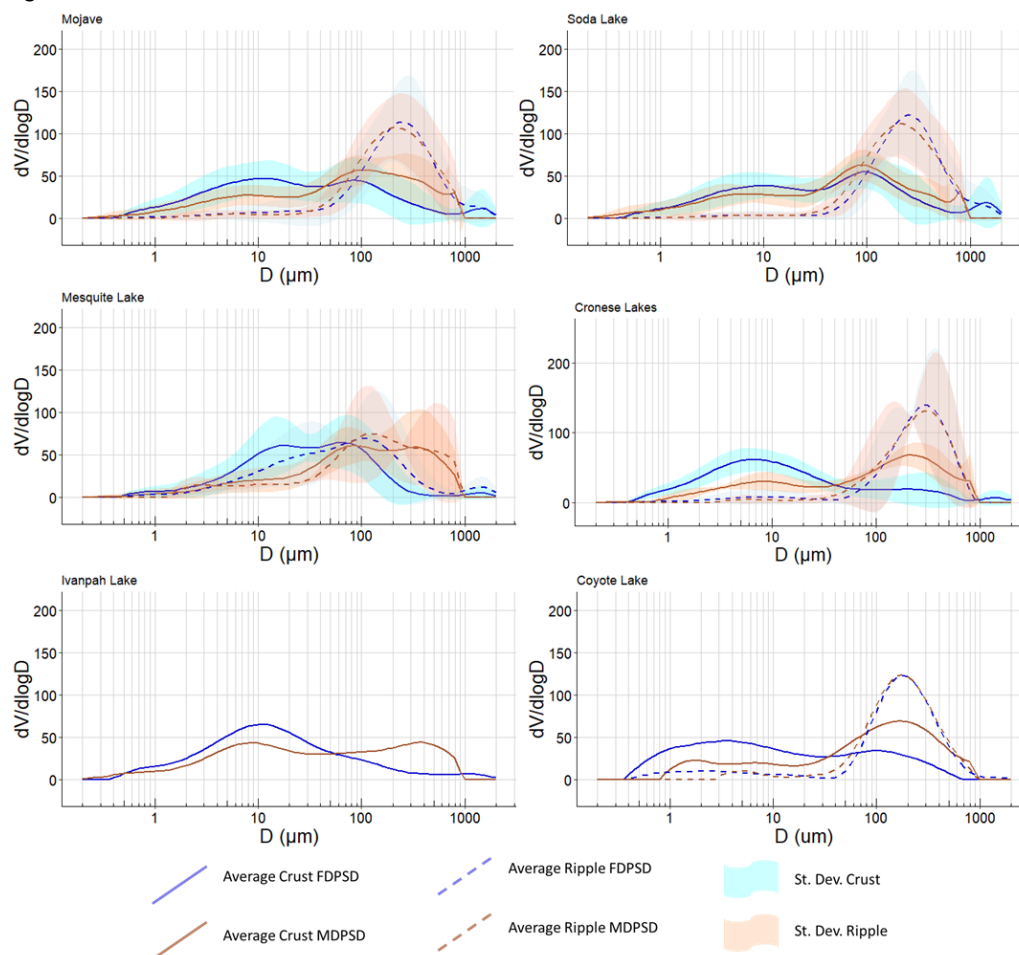 Mojave
Soda Lake
200
150
100
50
0
dV/dlogD
1
10
100
1000
D (μm)
200
150
100
50
0
dV/dlogD
1
10
100
1000
D (μm)
Mesquite Lake
Cronese Lakes
200
150
100
50
0
dV/dlogD
1
10
100
1000
D (μm)
200
100
0
dV/dlogD
1
10
100
1000
D (μm)
Ivanpah Lake
Coyote Lake
200
150
100
50
0
dV/dlogD
1
10
100
1000
D (μm)
200
150
100
50
0
dV/dlogD
1
10
100
1000
D (um)
Average Crust FDPSD
Average Ripple FDPSD
St. Dev. Crust
Average Crust MDPSD
Average Ripple MDPSD
St. Dev. Ripple